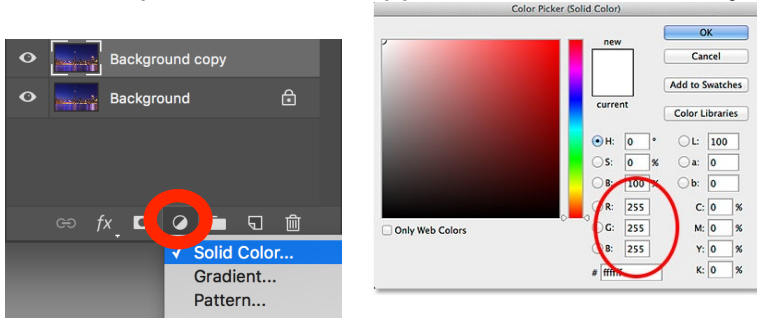 Background copy
Background
fx
✓ Solid Color...
Gradient...
Pattern...
Color Picker (Solid Color)
new
current
OK
Cancel
Add to Swatches
Color Libraries
H: 0 ° L: 100
S: 0 % a: 0
B: 100 % b: 0
R: 255 C: 0 %
G: 255 M: 0 %
B: 255 Y: 0 %
# ffffff K: 0 %
Only Web Colors